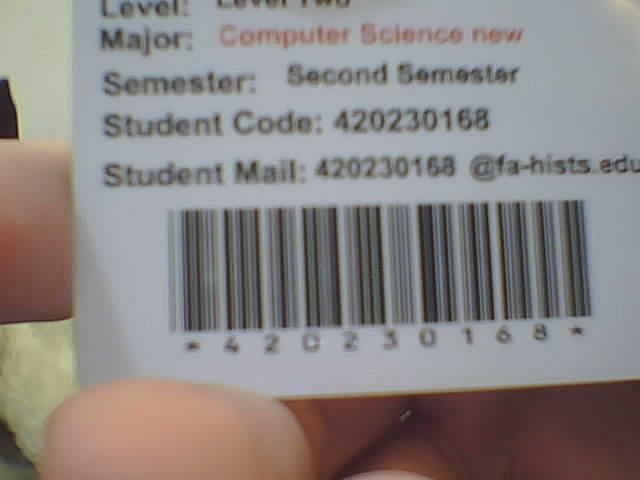 Level: Level Two
Major: Computer Science new
Semester: Second Semester
Student Code: 420230168
Student Mail: 420230168 @fa-hists.edu
*420230168*